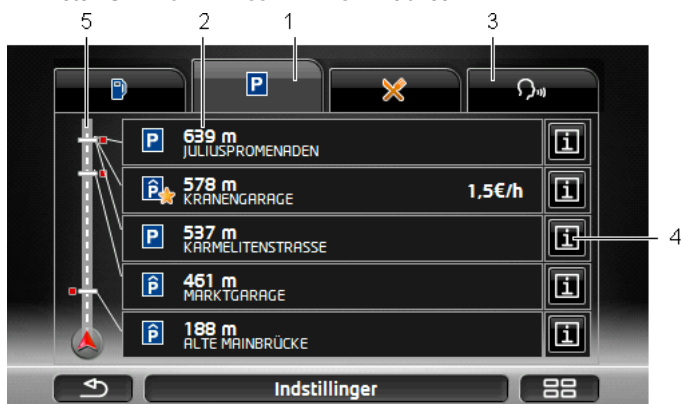 5 2 1 3
P
P 639 m
JULIUSPROMENADEN
i
P 578 m 1,5€/h
KRANENGARAGE
i
P 537 m
KARMELITENSTRASSE
i 4
P 461 m
MARKTGARAGE
i
P 188 m
ALTE MAINBRÜCKE
i
Indstillinger